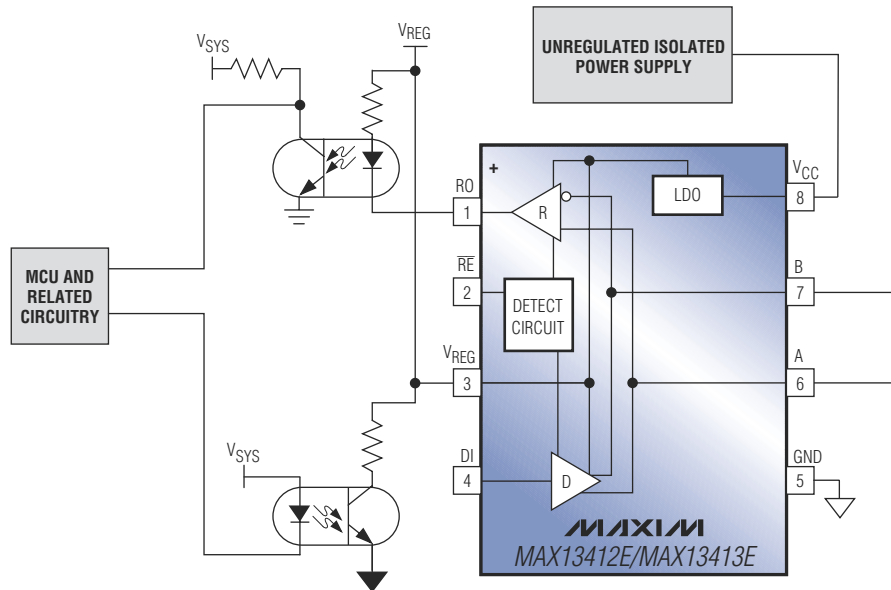 VREG
VSYS
UNREGULATED ISOLATED
POWER SUPPLY
+
VCC
RO
LDO
1
R
8
MCU AND
RELATED
CIRCUITRY
RE
B
2
DETECT
CIRCUIT
7
VREG
A
3
6
VSYS
DI
GND
4
D
5
MAXIM
MAX13412E/MAX13413E